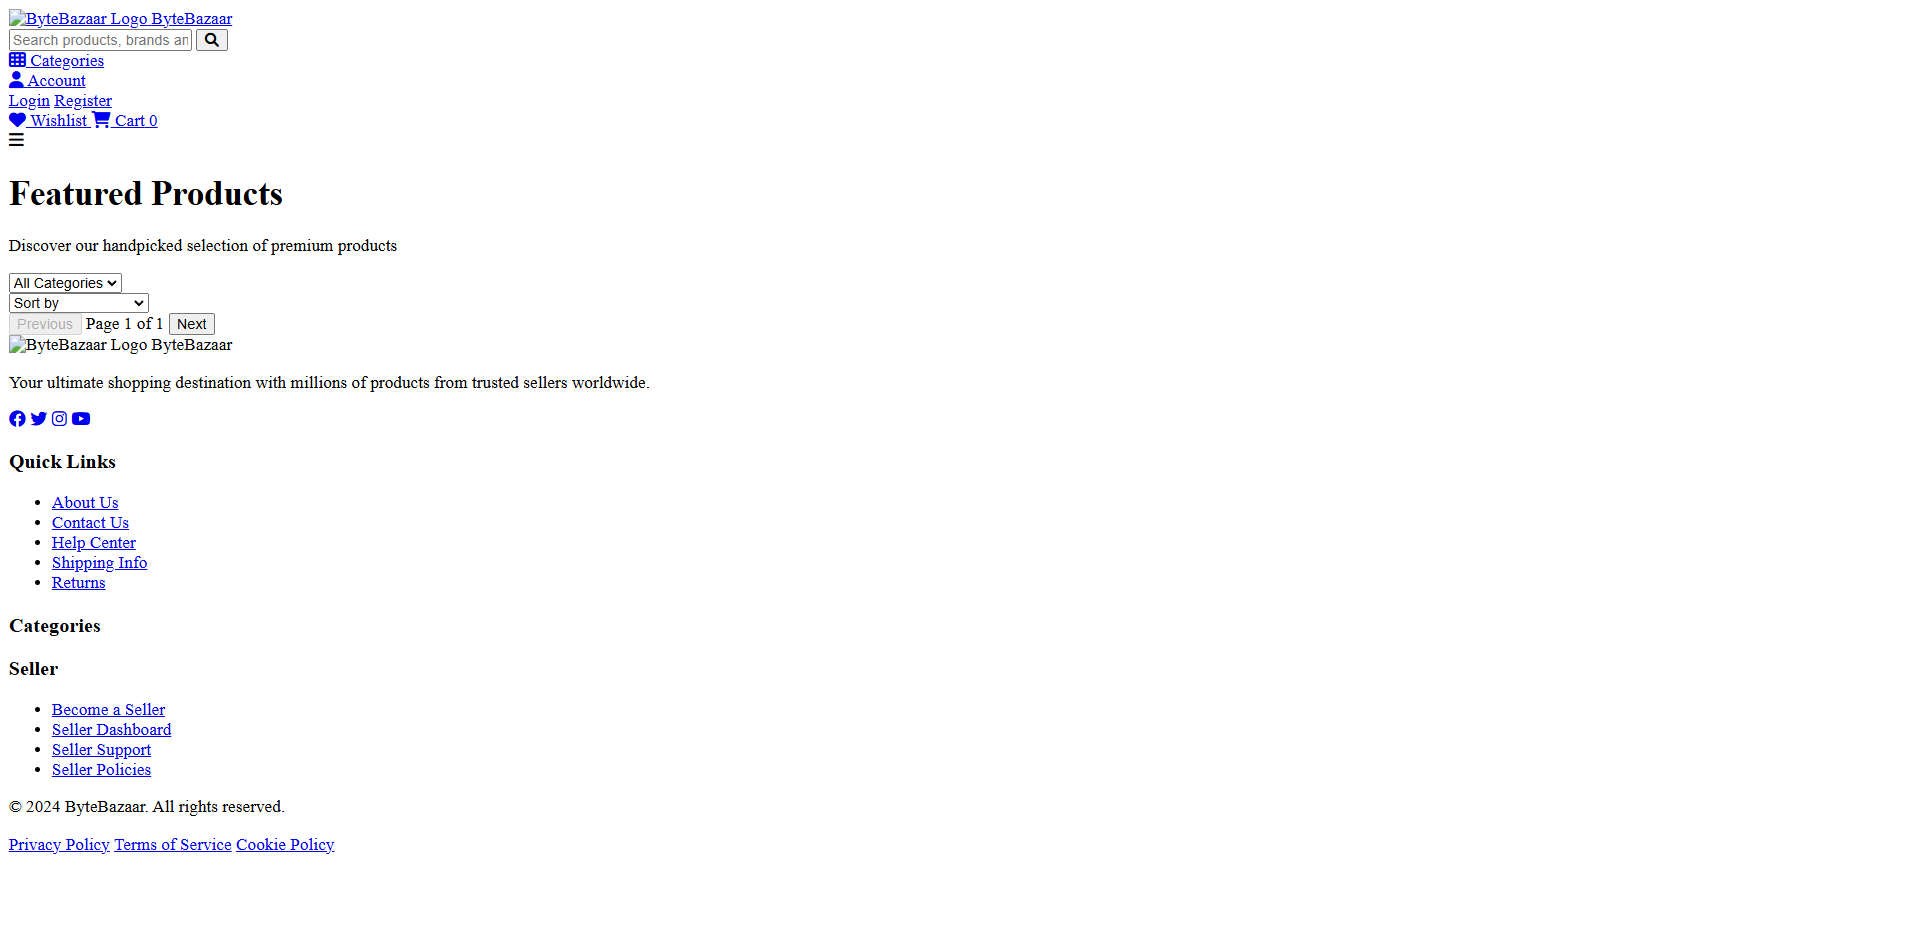 ByteBazaar Logo ByteBazaar
Search products, brands an
Categories
Account
Login Register
Wishlist Cart 0
Featured Products
Discover our handpicked selection of premium products
All Categories
Sort by
Previous Page 1 of 1 Next
ByteBazaar Logo ByteBazaar
Your ultimate shopping destination with millions of products from trusted sellers worldwide.
Quick Links
About Us
Contact Us
Help Center
Shipping Info
Returns
Categories
Seller
Become a Seller
Seller Dashboard
Seller Support
Seller Policies
© 2024 ByteBazaar. All rights reserved.
Privacy Policy Terms of Service Cookie Policy